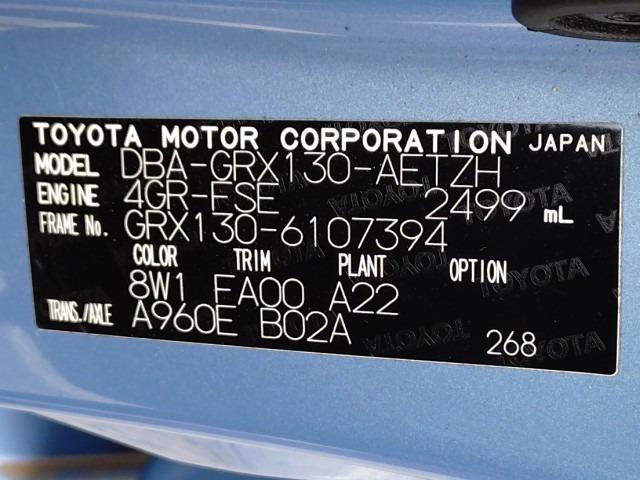 TOYOTA MOTOR CORPORATION JAPAN
MODEL DBA-GRX130-AETZH
ENGINE 4GR-FSE 2499 mL
FRAME No. GRX130-6107394
COLOR TRIM PLANT OPTION
8W1 FA00 A22
TRANS./AXLE A960E B02A
268